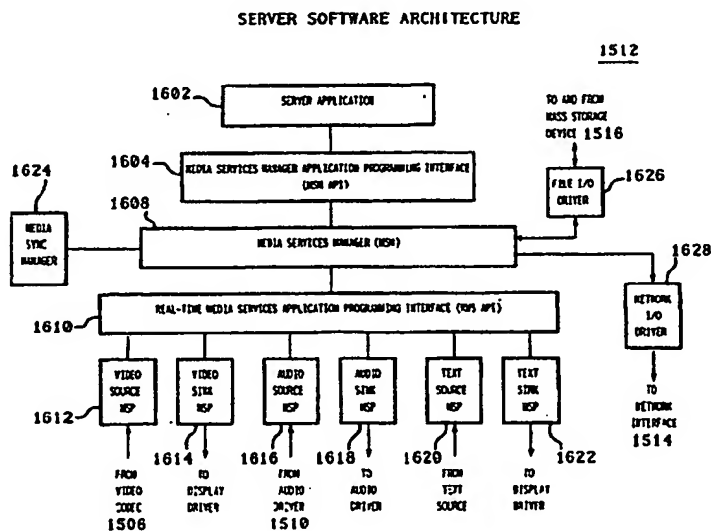 SERVER SOFTWARE ARCHITECTURE
1512
1602
SERVER APPLICATION
TO AND FROM
MASS STORAGE
DEVICE 1516
1604
MEDIA SERVICES MANAGER APPLICATION PROGRAMMING INTERFACE
(MSM API)
1624
1626
FILE I/O
DRIVER
1608
MEDIA
SYNC
MANAGER
MEDIA SERVICES MANAGER (MSM)
1628
REAL-TIME MEDIA SERVICES APPLICATION PROGRAMMING INTERFACE (RMS API)
1610
NETWORK
I/O
DRIVER
VIDEO
SOURCE
MSP
VIDEO
SINK
MSP
AUDIO
SOURCE
MSP
AUDIO
SINK
MSP
TEXT
SOURCE
MSP
TEXT
SINK
MSP
1612
1614
1616
1618
1620
1622
TO
NETWORK
INTERFACE
1514
FROM
VIDEO
CODEC
1506
TO
DISPLAY
DRIVER
FROM
AUDIO
DRIVER
1510
TO
AUDIO
DRIVER
FROM
TEXT
SOURCE
TO
DISPLAY
DRIVER